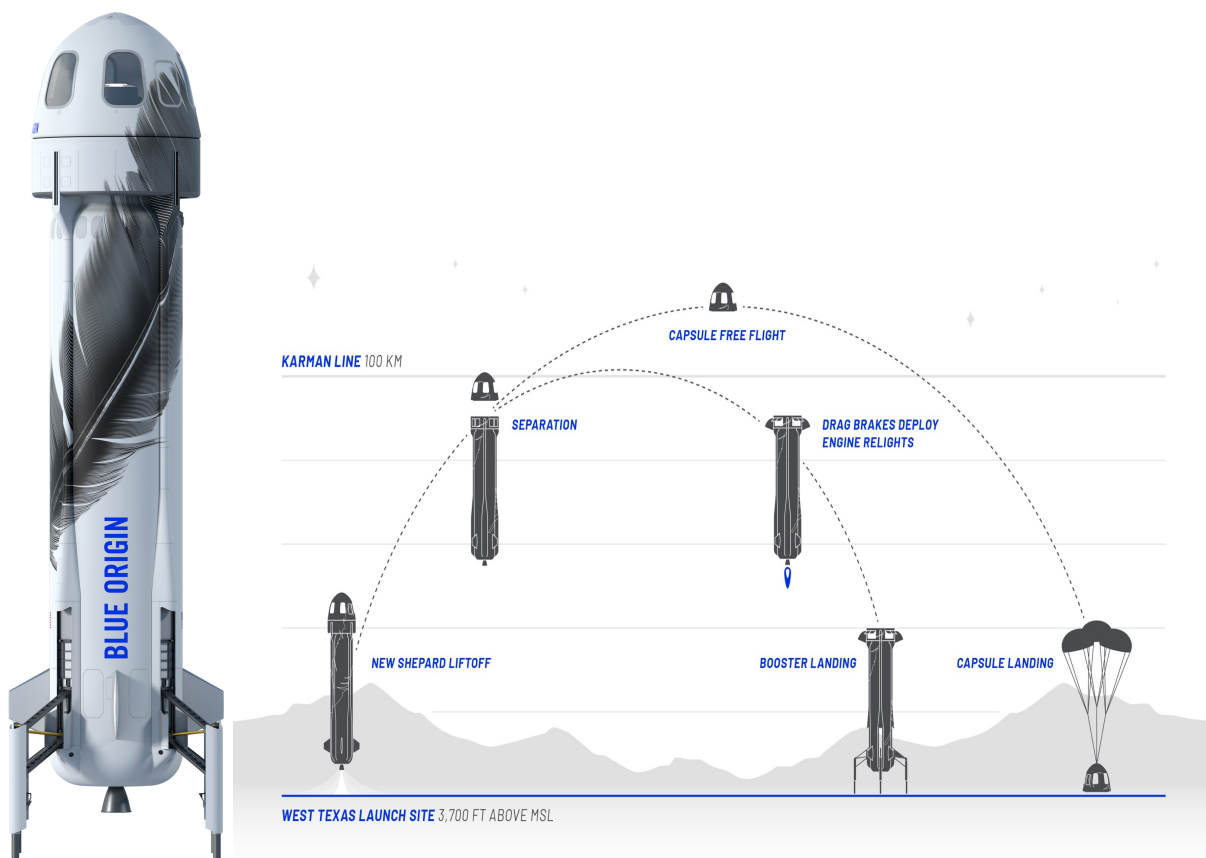 BLUE ORIGIN
CAPSULE FREE FLIGHT
KARMAN LINE 100 KM
SEPARATION
DRAG BRAKES DEPLOY
ENGINE RELIGHTS
NEW SHEPARD LIFTOFF
BOOSTER LANDING
CAPSULE LANDING
WEST TEXAS LAUNCH SITE 3,700 FT ABOVE MSL